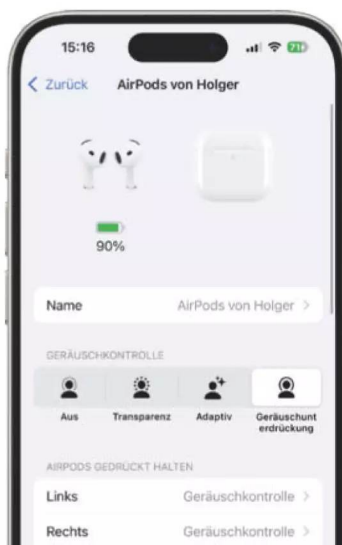 15:16
71
Zurück
AirPods von Holger
90%
Name
AirPods von Holger
GERÄUSCHKONTROLLE
Aus
Transparenz
Adaptiv
Geräuschunt
erdrückung
AIRPODS GEDRÜCKT HALTEN
Links
Geräuschkontrolle
Rechts
Geräuschkontrolle